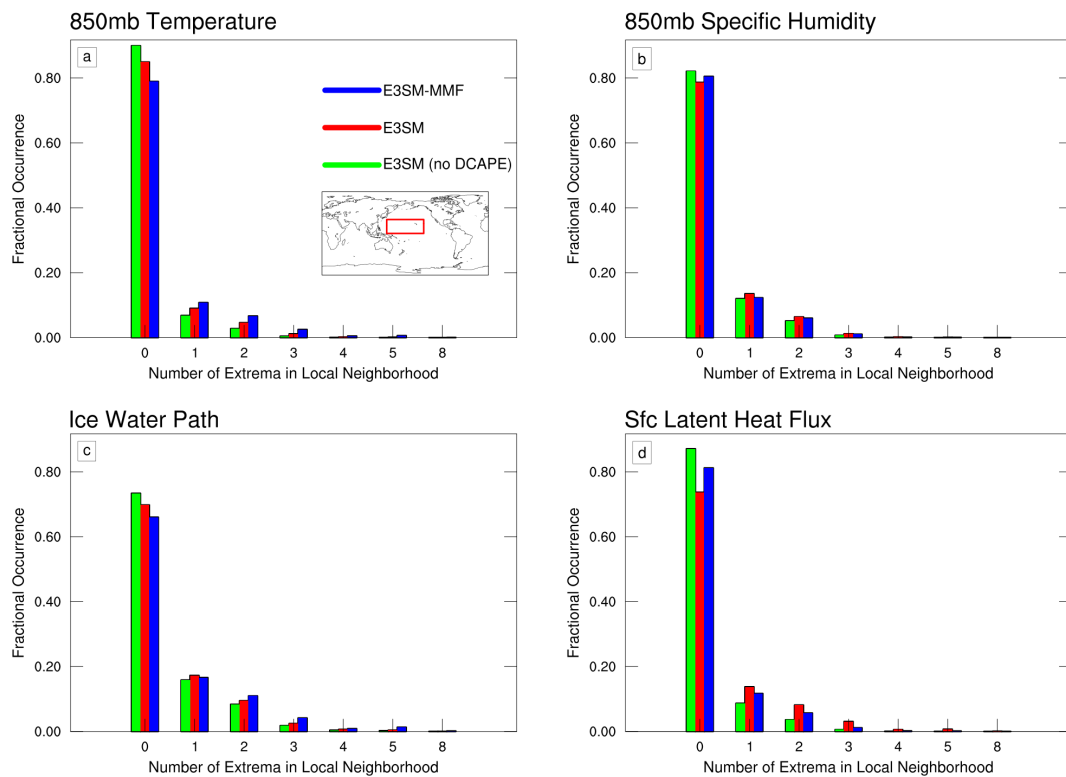 850mb Temperature
a
Fractional Occurrence
0.80
0.60
0.40
0.20
0.00
E3SM-MMF
E3SM
E3SM (no DCAPE)
0 1 2 3 4 5 8
Number of Extrema in Local Neighborhood
850mb Specific Humidity
b
Fractional Occurrence
0.80
0.60
0.40
0.20
0.00
0 1 2 3 4 5 8
Number of Extrema in Local Neighborhood
Ice Water Path
c
Fractional Occurrence
0.80
0.60
0.40
0.20
0.00
0 1 2 3 4 5 8
Number of Extrema in Local Neighborhood
Sfc Latent Heat Flux
d
Fractional Occurrence
0.80
0.60
0.40
0.20
0.00
0 1 2 3 4 5 8
Number of Extrema in Local Neighborhood